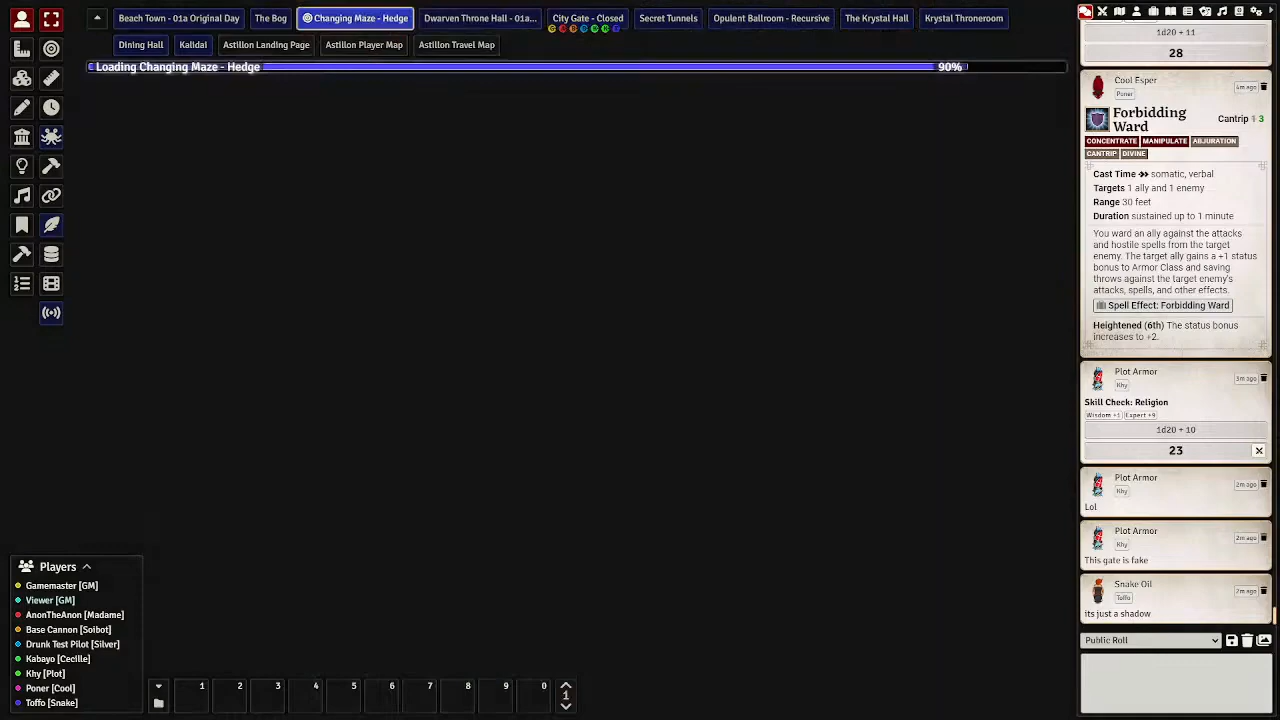 Beach Town - 01a Original Day
The Bog
Changing Maze - Hedge
Dwarven Throne Hall - 01a...
City Gate - Closed
Secret Tunnels
Opulent Ballroom - Recurse
The Krystal Hall
Krystal Throneroom
Dining Hall
Kalidal
Astillon Landing Page
Astillon Player Map
Astillon Travel Map
Loading Changing Maze - Hedge
90%
1d20 + 11
28
Cool Esper
4m ago
Poner
Forbidding
Ward
Cantrip 1 3
CONCENTRATE MANIPULATE ABJURATION
CANTRIP DIVINE
Cast Time somatic, verbal
Targets 1 ally and 1 enemy
Range 30 feet
Duration sustained up to 1 minute
You ward an ally against the attacks
and hostile spells from the target
enemy. The target ally gains a +1 status
bonus to Armor Class and saving
throws against the target enemy's
attacks, spells, and other effects.
Spell Effect: Forbidding Ward
Heightened (6th) The status bonus
increases to +2.
Plot Armor
3m ago
Khy
Skill Check: Religion
Wisdom +1 Expert +9
1d20 + 10
23
Plot Armor
2m ago
Khy
Lol
Plot Armor
2m ago
Khy
This gate is fake
Snake Oil
2m ago
Toffo
its just a shadow
Public Roll
Players
Gamemaster [GM]
Viewer [GM]
AnonTheAnon [Madame]
Base Cannon [Soibot]
Drunk Test Pilot [Silver]
Kabayo [Cecille]
Khy [Plot]
Poner [Cool]
Toffo [Snake]
1 2 3 4 5 6 7 8 9 0
1